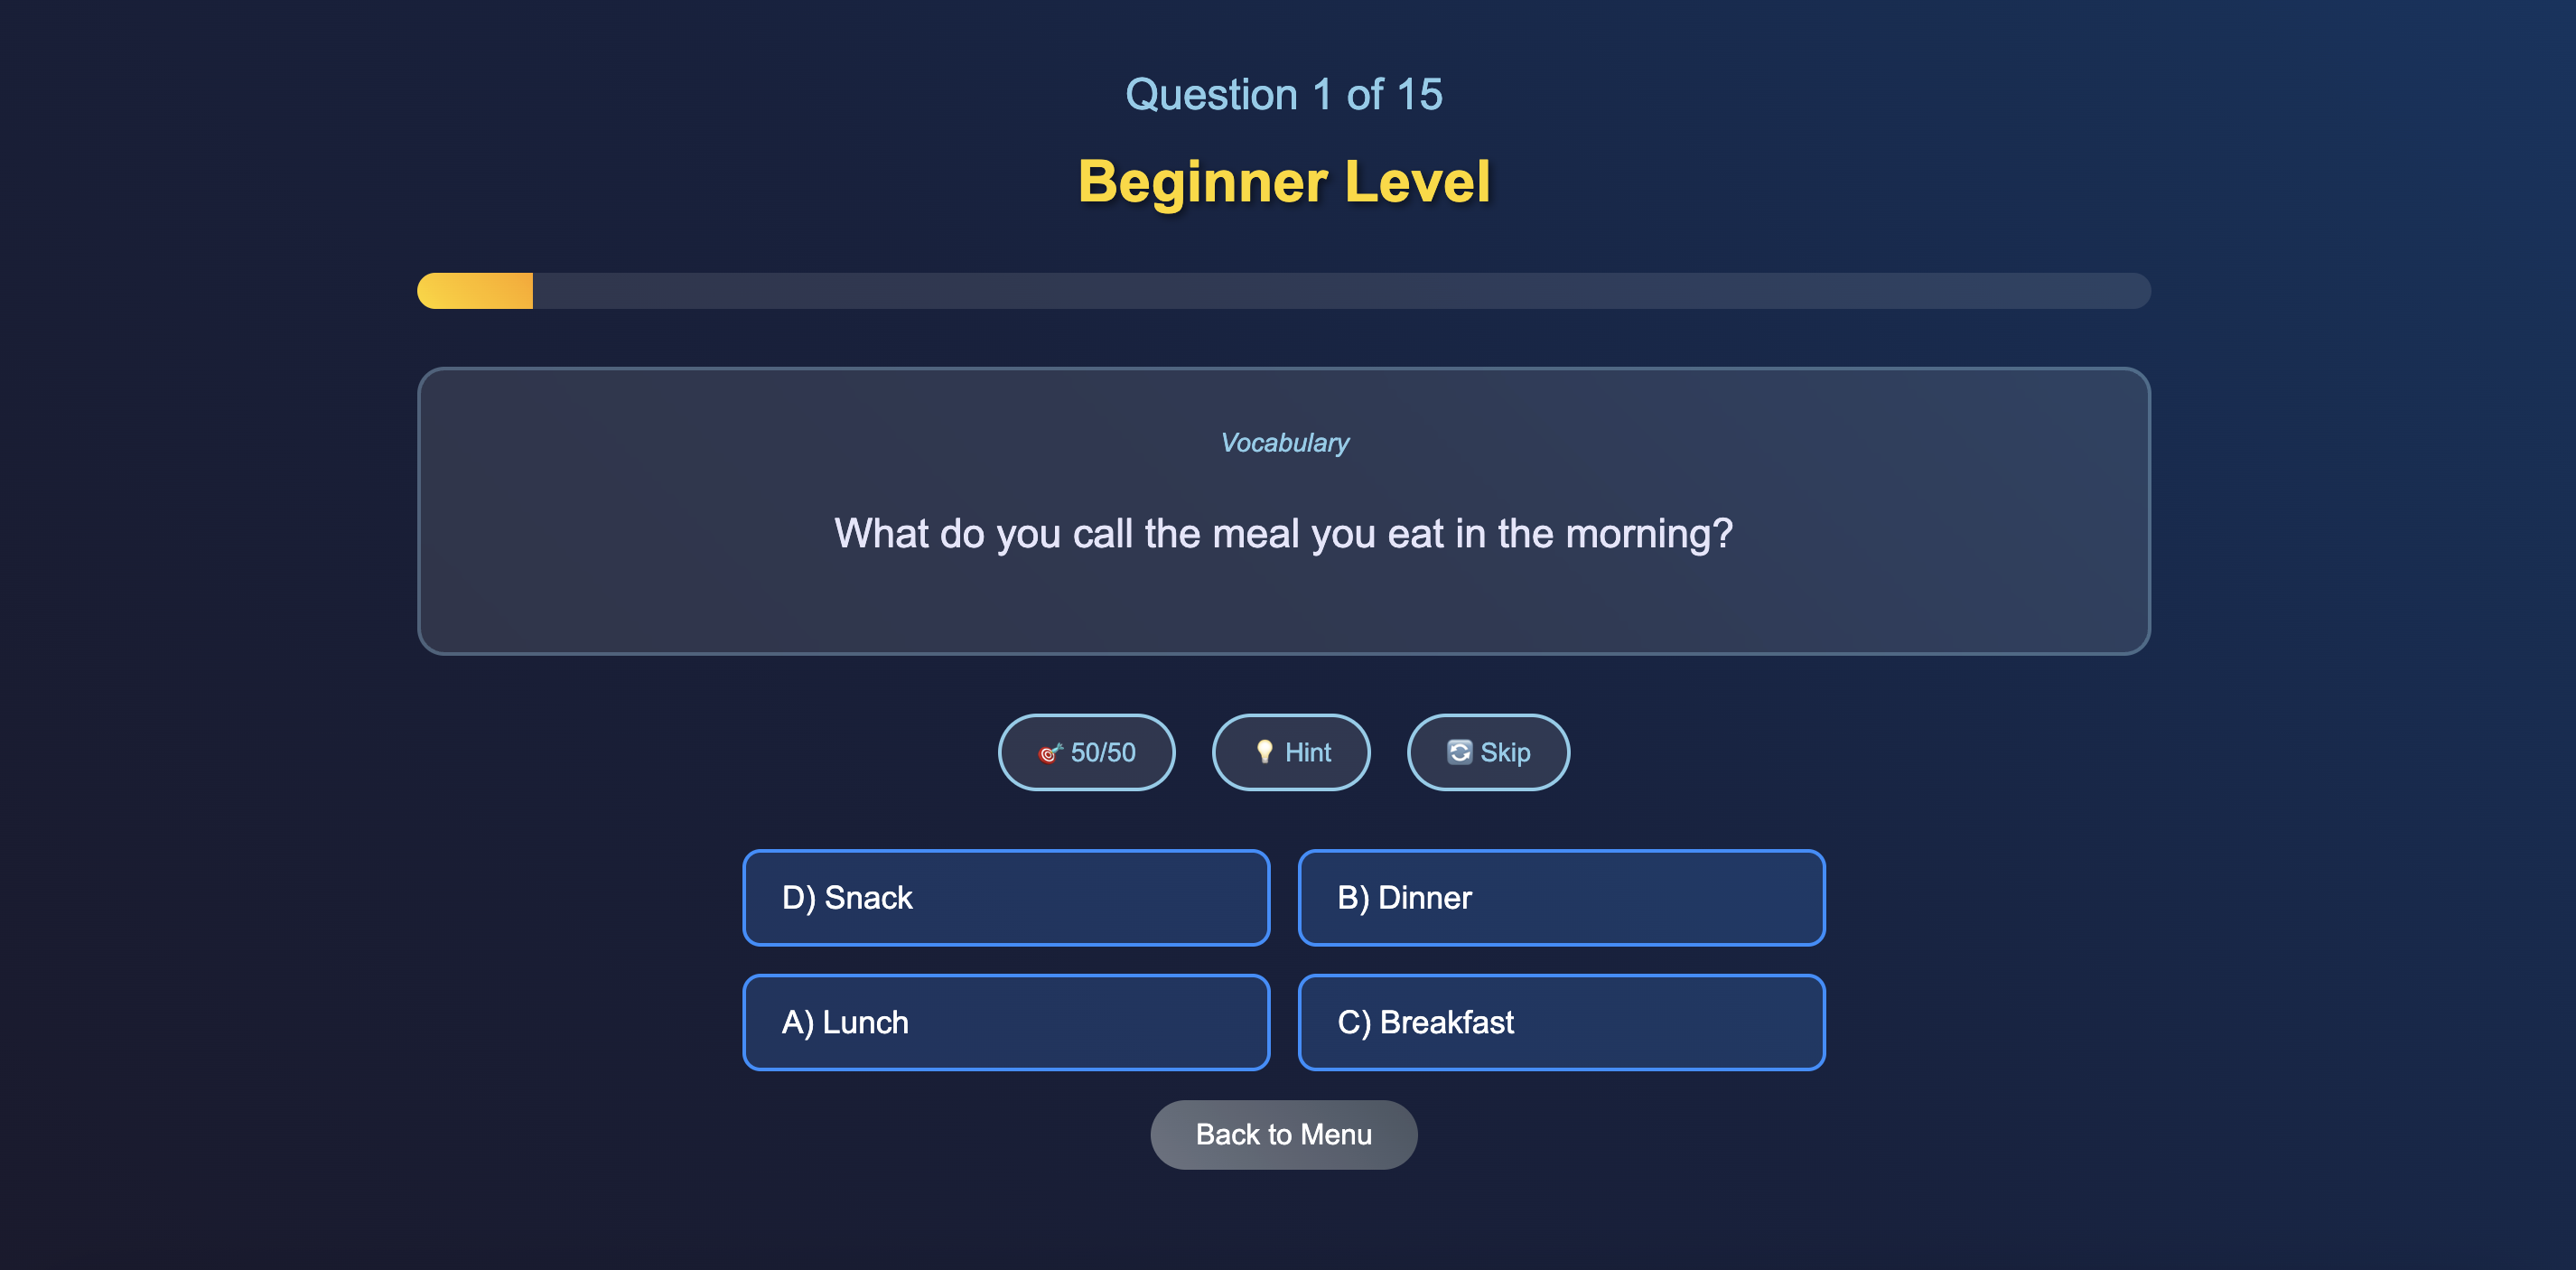 Question 1 of 15
Beginner Level
Vocabulary
What do you call the meal you eat in the morning?
🎯 50/50
💡 Hint
🔄 Skip
D) Snack
B) Dinner
A) Lunch
C) Breakfast
Back to Menu